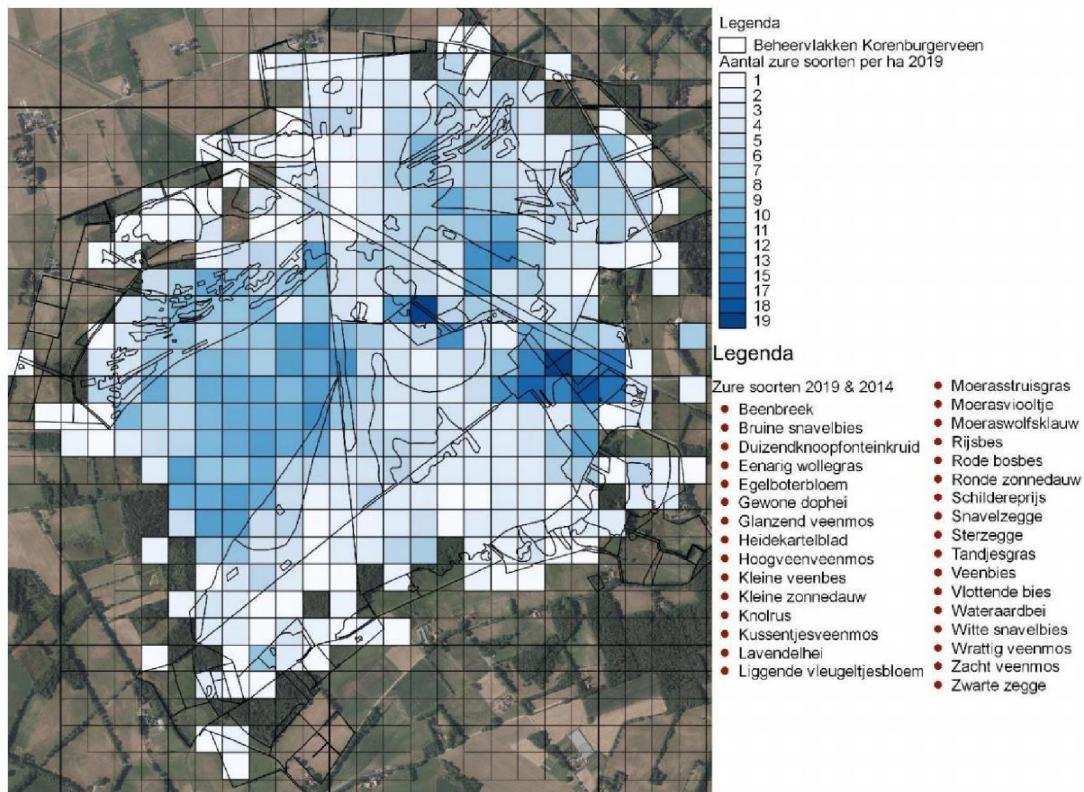 Legenda
Beheervlakken Korenburgerveen
Aantal zure soorten per ha 2019
1
2
3
4
5
6
7
8
9
10
11
12
13
15
17
18
19
Legenda
Zure soorten 2019 & 2014
Beenbreek
Bruine snavelbies
Duizendknoopfonteinkruid
Eenarig wollegras
Egelboterbloem
Gewone dophei
Glanzend veenmos
Heidekartelblad
Hoogveenveenmos
Kleine veenbes
Kleine zonnedauw
Knolrus
Kussentjesveenmos
Lavendelhei
Liggende vleugeltjesbloem
Moerasstruisgras
Moerasviooltje
Moeraswolfsklauw
Rijsbes
Rode bosbes
Ronde zonnedauw
Schildereprijs
Snavelzegge
Sterzegge
Tandjesgras
Veenbies
Vlottende bies
Wateraardbei
Witte snavelbies
Wrattig veenmos
Zacht veenmos
Zwarte zegge